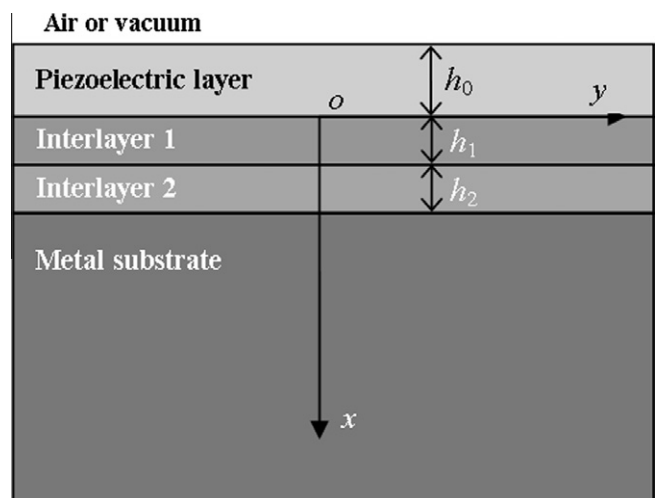 Air or vacuum
Piezoelectric layer
h0
o
y
Interlayer 1
h1
Interlayer 2
h2
Metal substrate
x